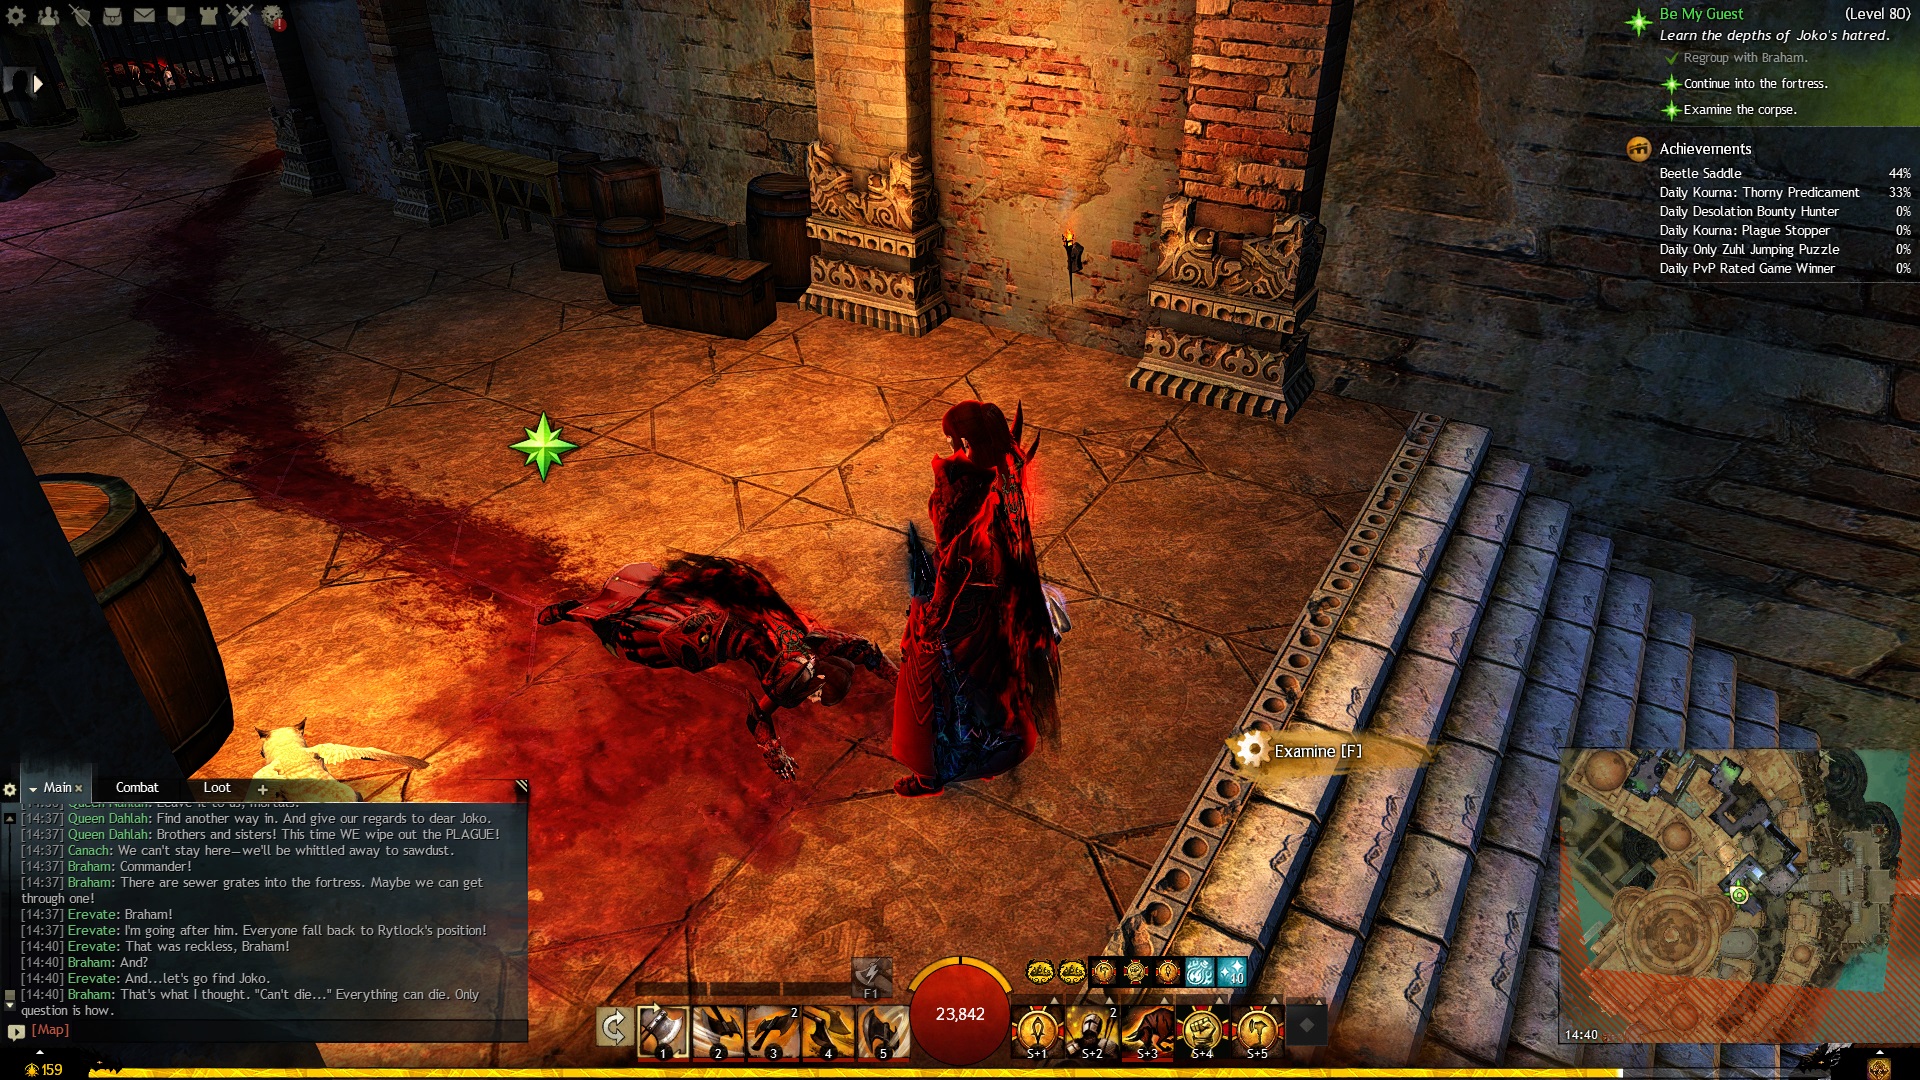 Be My Guest (Level 80)
Learn the depths of Joko's hatred.
Regroup with Braham.
Continue into the fortress.
Examine the corpse.
Achievements
Beetle Saddle 44%
Daily Kourna: Thorny Predicament 33%
Daily Desolation Bounty Hunter 0%
Daily Kourna: Plague Stopper 0%
Daily Only Zuhl Jumping Puzzle 0%
Daily PvP Rated Game Winner 0%
Examine [F]
Main Combat Loot
[14:37] Queen Dahlah: Find another way in. And give our regards to dear Joko.
[14:37] Queen Dahlah: Brothers and sisters! This time WE wipe out the PLAGUE!
[14:37] Canach: We can't stay here—we'll be whittled away to sawdust.
[14:37] Braham: Commander!
[14:37] Braham: There are sewer grates into the fortress. Maybe we can get
through one!
[14:37] Erevate: Braham!
[14:37] Erevate: I'm going after him. Everyone fall back to Rytlock's position!
[14:40] Erevate: That was reckless, Braham!
[14:40] Braham: And?
[14:40] Erevate: And...let's go find Joko.
[14:40] Braham: That's what I thought. "Can't die..." Everything can die. Only
question is how.
[Map]
159
F1
2
1 2 3 4 5
23,842
10
2
S+1 S+2 S+3 S+4 S+5
14:40